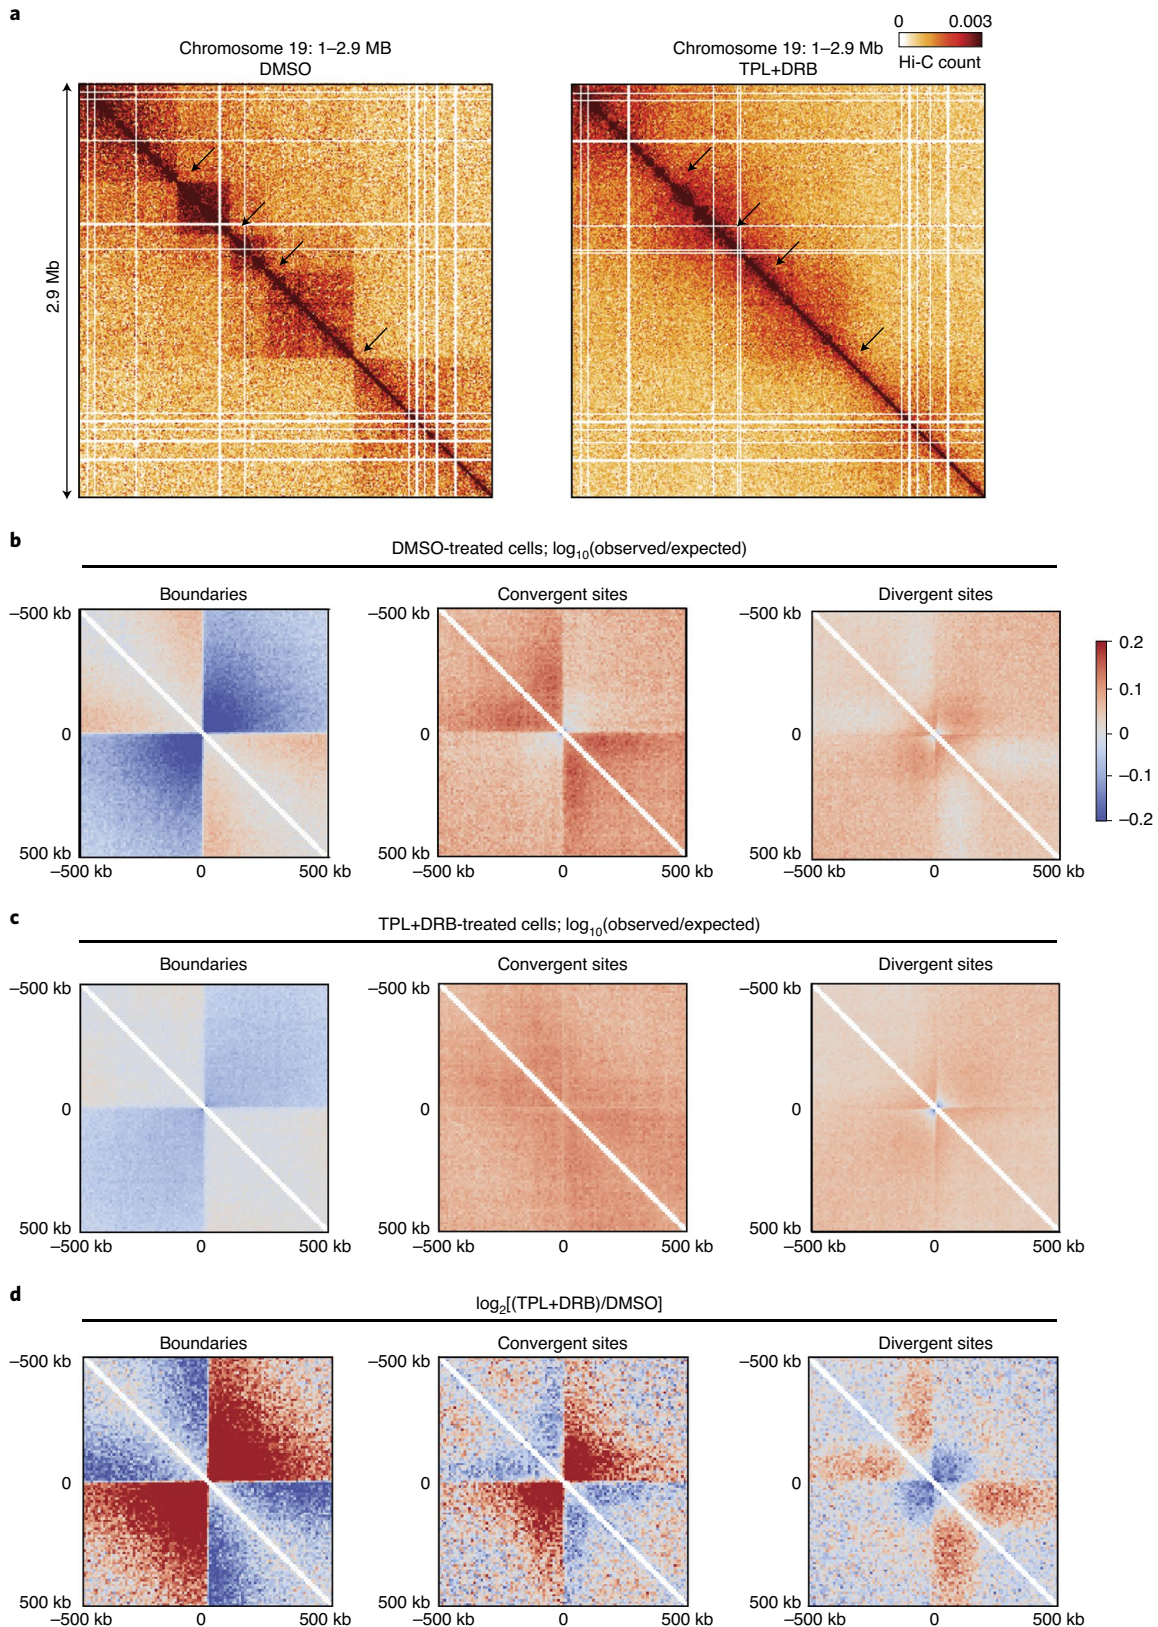 a
0 0.003
Hi-C count
Chromosome 19: 1–2.9 MB
DMSO
Chromosome 19: 1–2.9 Mb
TPL+DRB
2.9 Mb
b
DMSO-treated cells; log10(observed/expected)
Boundaries
Convergent sites
Divergent sites
–500 kb
0
500 kb
–500 kb 0 500 kb
–500 kb
0
500 kb
–500 kb 0 500 kb
–500 kb
0
500 kb
–500 kb 0 500 kb
0.2
0.1
0
–0.1
–0.2
c
TPL+DRB-treated cells; log10(observed/expected)
Boundaries
Convergent sites
Divergent sites
–500 kb
0
500 kb
–500 kb 0 500 kb
–500 kb
0
500 kb
–500 kb 0 500 kb
–500 kb
0
500 kb
–500 kb 0 500 kb
d
log2[(TPL+DRB)/DMSO]
Boundaries
Convergent sites
Divergent sites
–500 kb
0
500 kb
–500 kb 0 500 kb
–500 kb
0
500 kb
–500 kb 0 500 kb
–500 kb
0
500 kb
–500 kb 0 500 kb